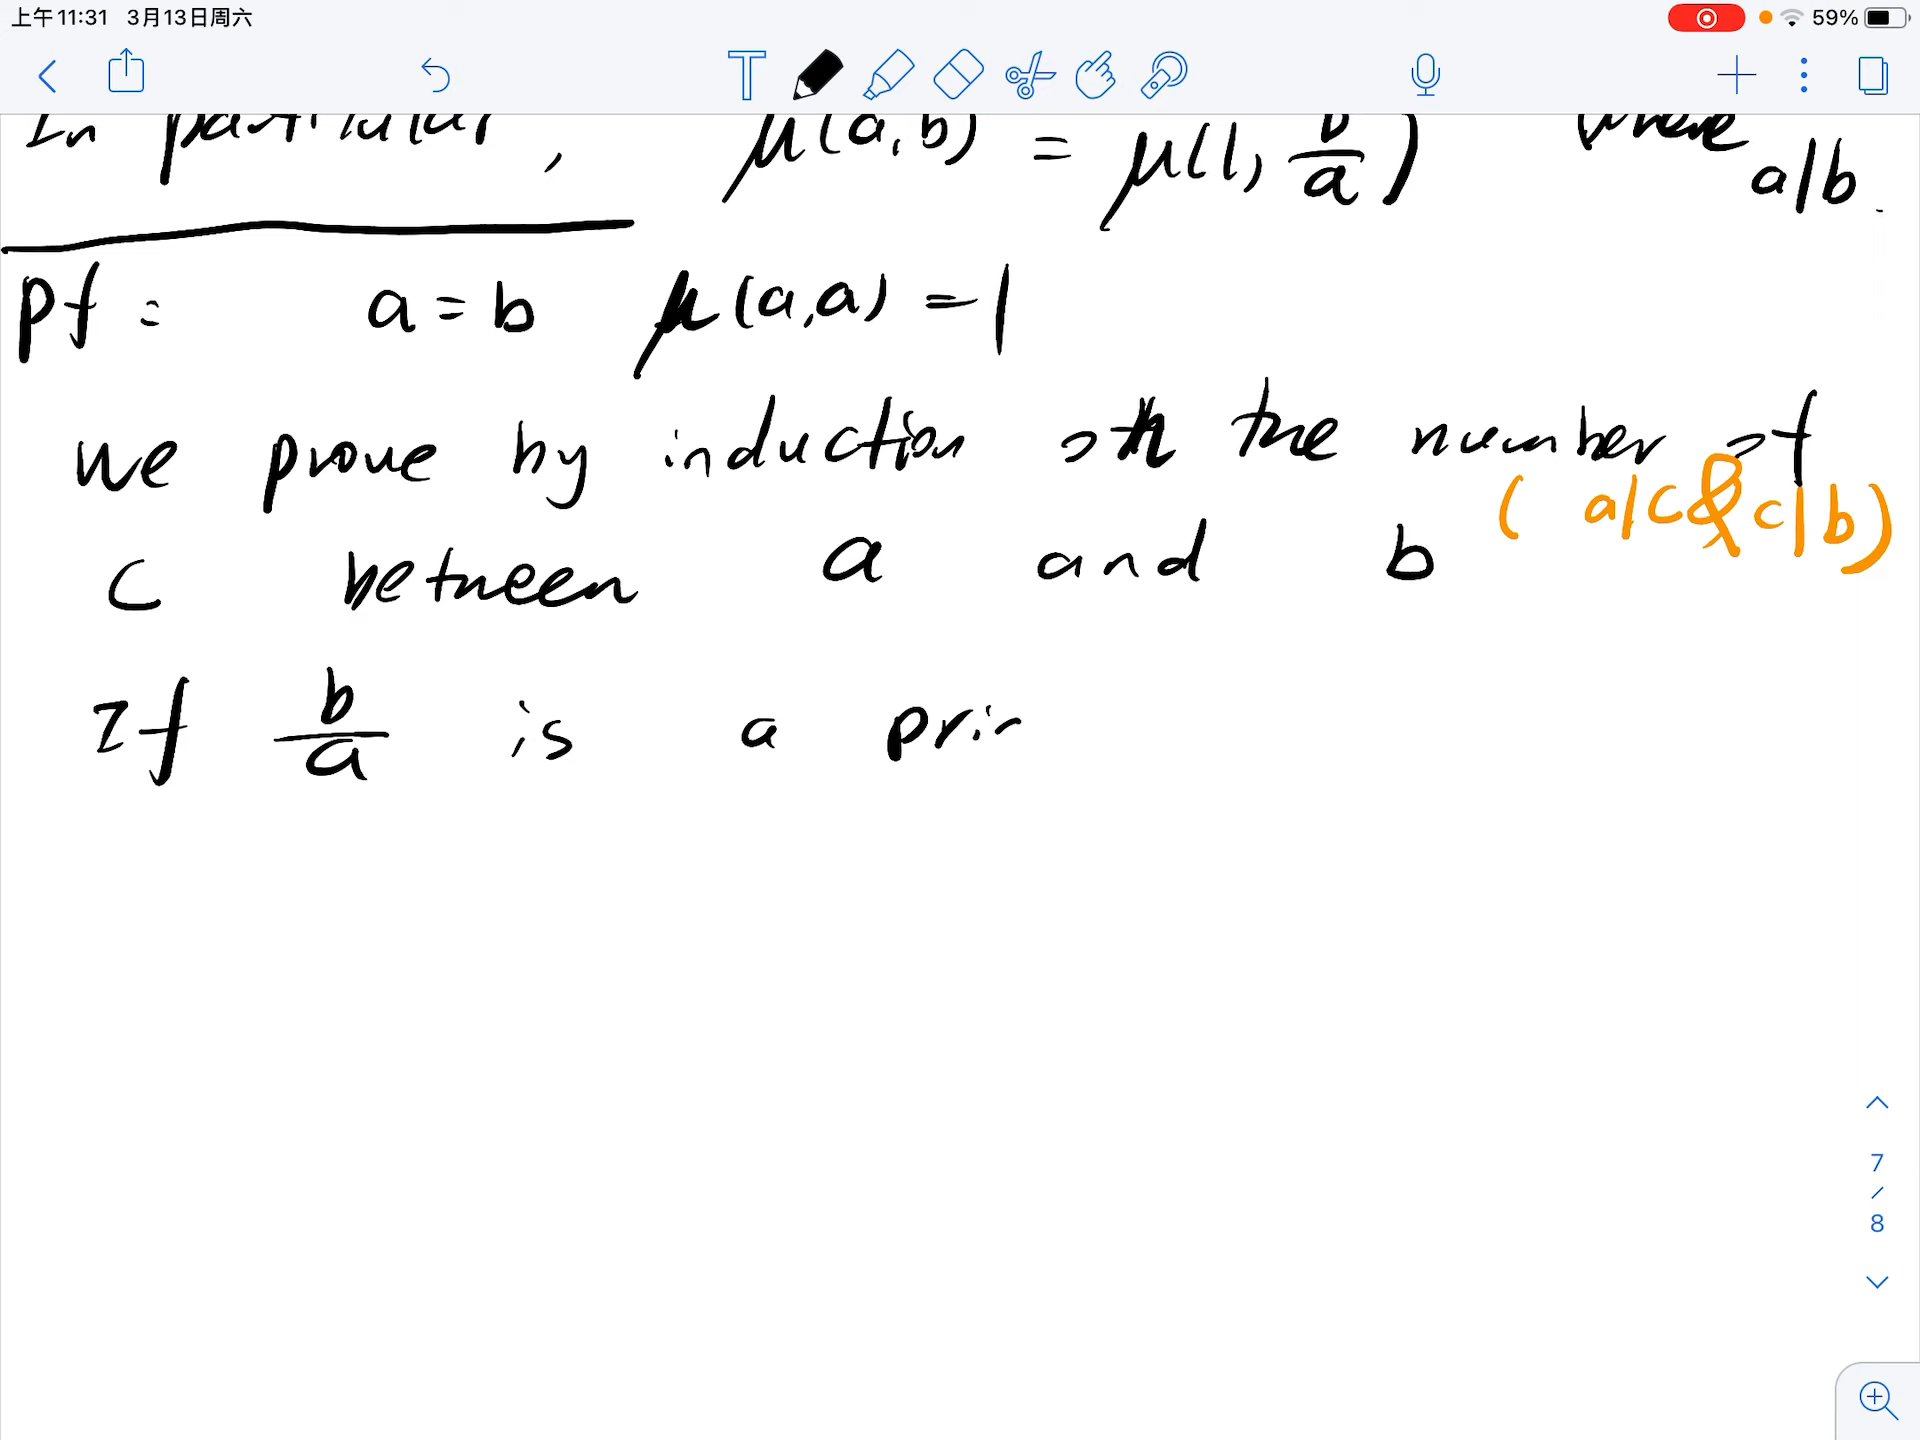 上午11:31 3月13日周六 59%
In particular, μ(a,b) = μ(1, b/a) where a|b.
pf: a=b μ(a,a) = 1
we prove by induction on the number of
(a|c & c|b)
c between a and b
If b/a is a pri
7
/
8